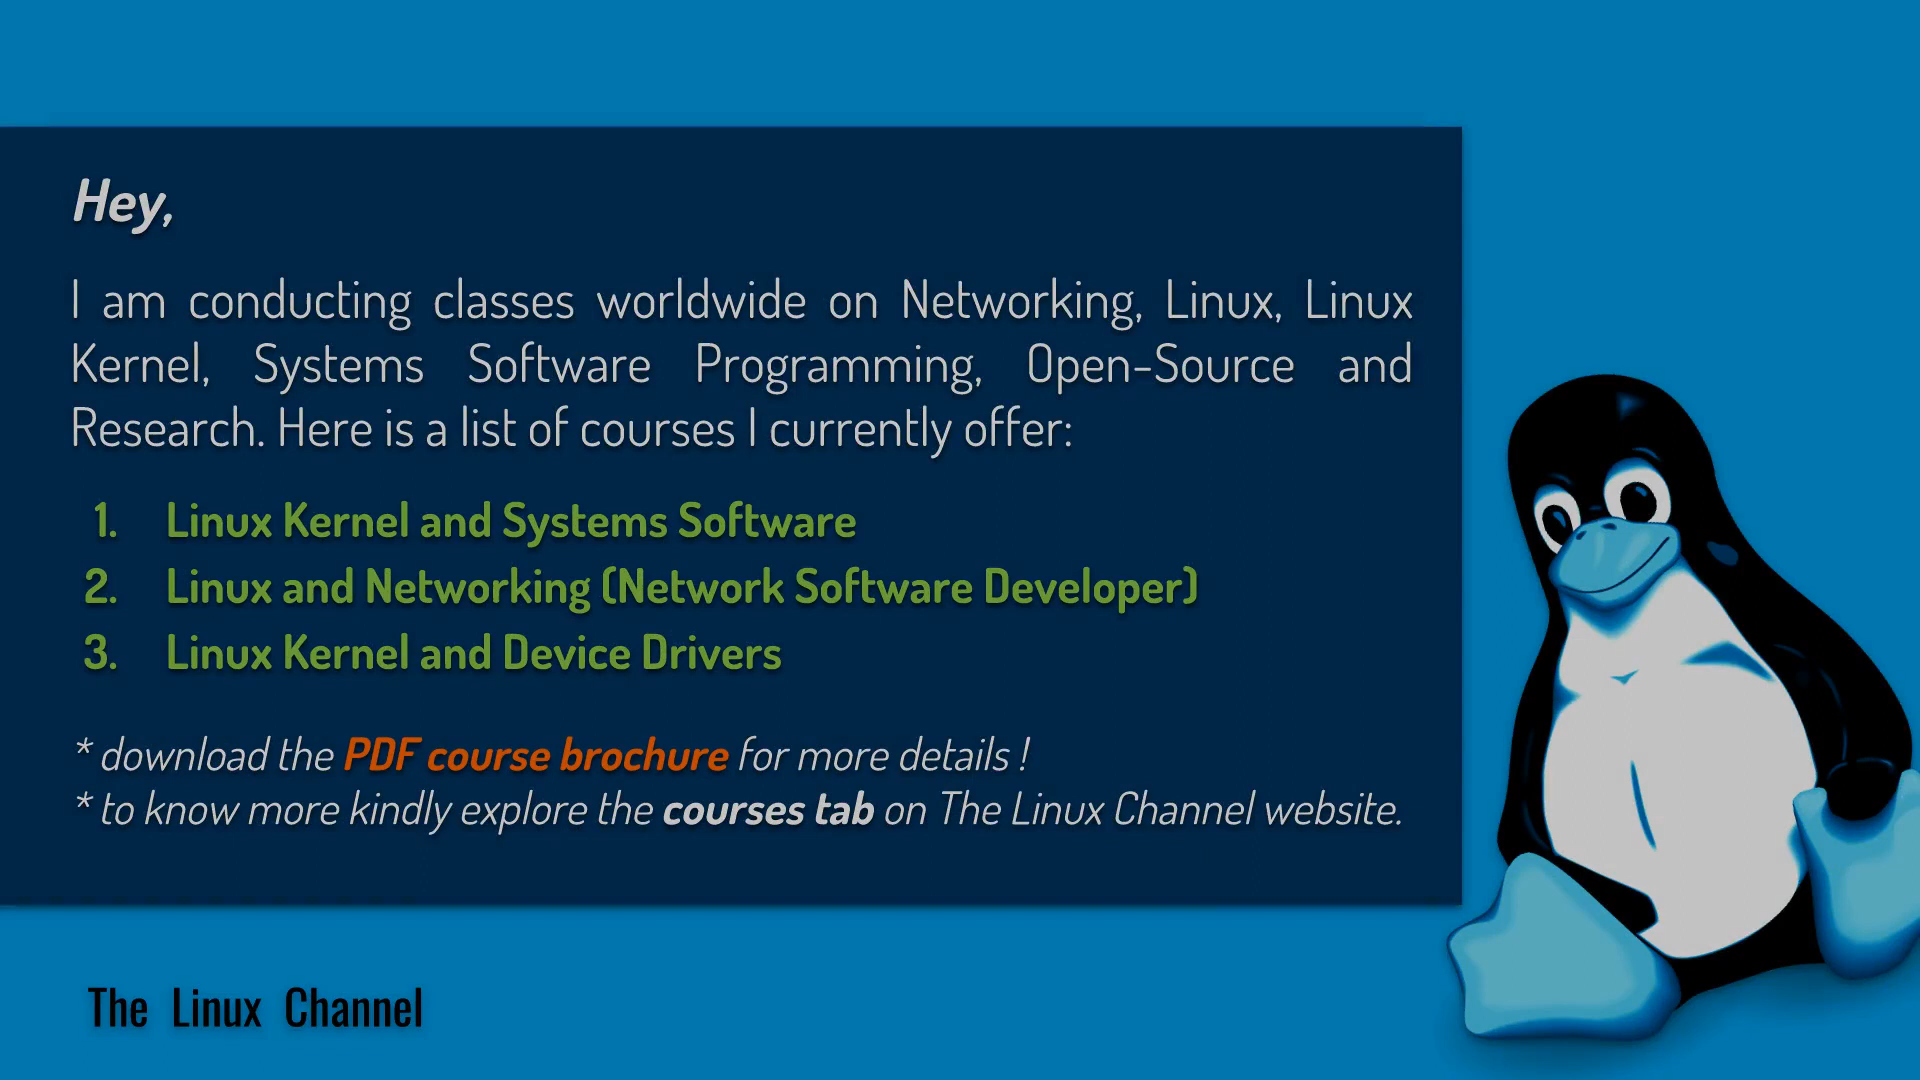 Hey,
I am conducting classes worldwide on Networking, Linux, Linux
Kernel, Systems Software Programming, Open-Source and
Research. Here is a list of courses I currently offer:
1. Linux Kernel and Systems Software
2. Linux and Networking (Network Software Developer)
3. Linux Kernel and Device Drivers
* download the PDF course brochure for more details !
* to know more kindly explore the courses tab on The Linux Channel website.
The Linux Channel